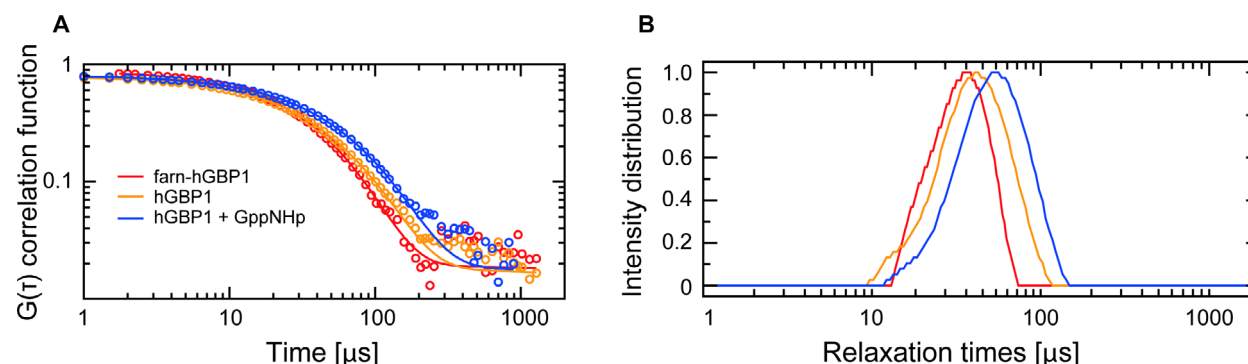 A
G(τ) correlation function
1
0.1
farn-hGBP1
hGBP1
hGBP1 + GppNHp
1 10 100 1000
Time [µs]
B
Intensity distribution
1.0
0.8
0.6
0.4
0.2
0
1 10 100 1000
Relaxation times [µs]